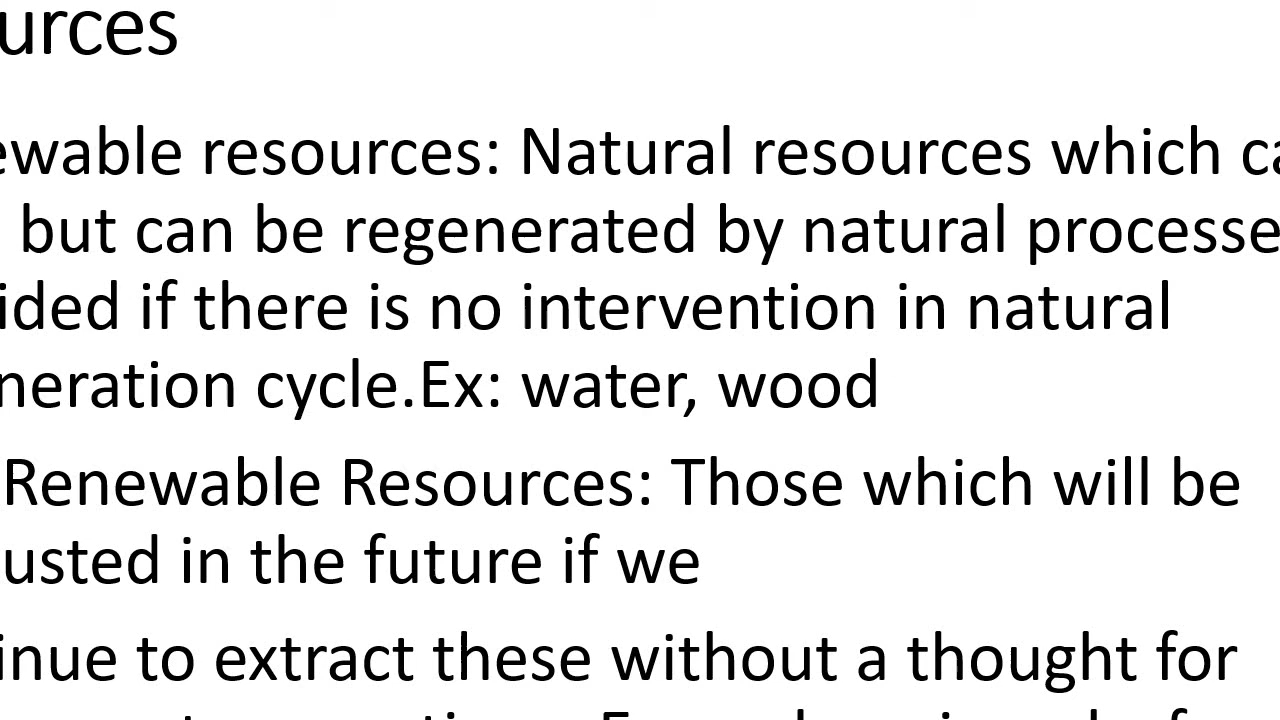 urces
ewable resources: Natural resources which ca
but can be regenerated by natural processe
ided if there is no intervention in natural
neration cycle.Ex: water, wood
Renewable Resources: Those which will be
usted in the future if we
inue to extract these without a thought for